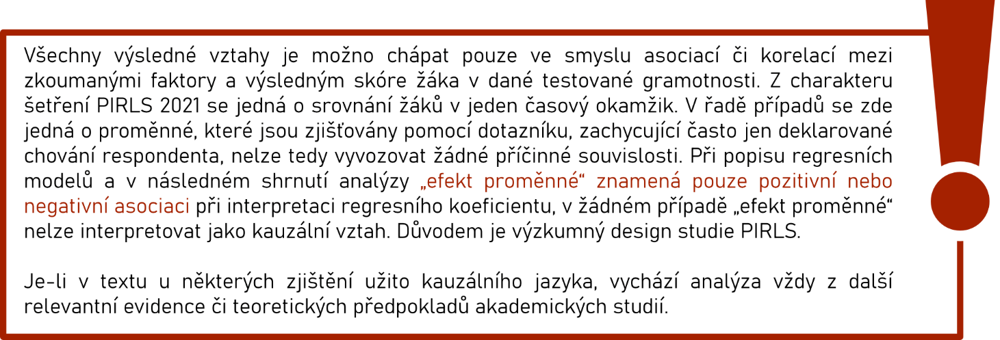 Všechny výsledné vztahy je možno chápat pouze ve smyslu asociací či korelací mezi
zkoumanými faktory a výsledným skóre žáka v dané testované gramotnosti. Z charakteru
šetření PIRLS 2021 se jedná o srovnání žáků v jeden časový okamžik. V řadě případů se zde
jedná o proměnné, které jsou zjišťovány pomocí dotazníku, zachycující často jen deklarované
chování respondenta, nelze tedy vyvozovat žádné příčinné souvislosti. Při popisu regresních
modelů a v následném shrnutí analýzy „efekt proměnné“ znamená pouze pozitivní nebo
negativní asociaci při interpretaci regresního koeficientu, v žádném případě „efekt proměnné“
nelze interpretovat jako kauzální vztah. Důvodem je výzkumný design studie PIRLS.
Je-li v textu u některých zjištění užito kauzálního jazyka, vychází analýza vždy z další
relevantní evidence či teoretických předpokladů akademických studií.